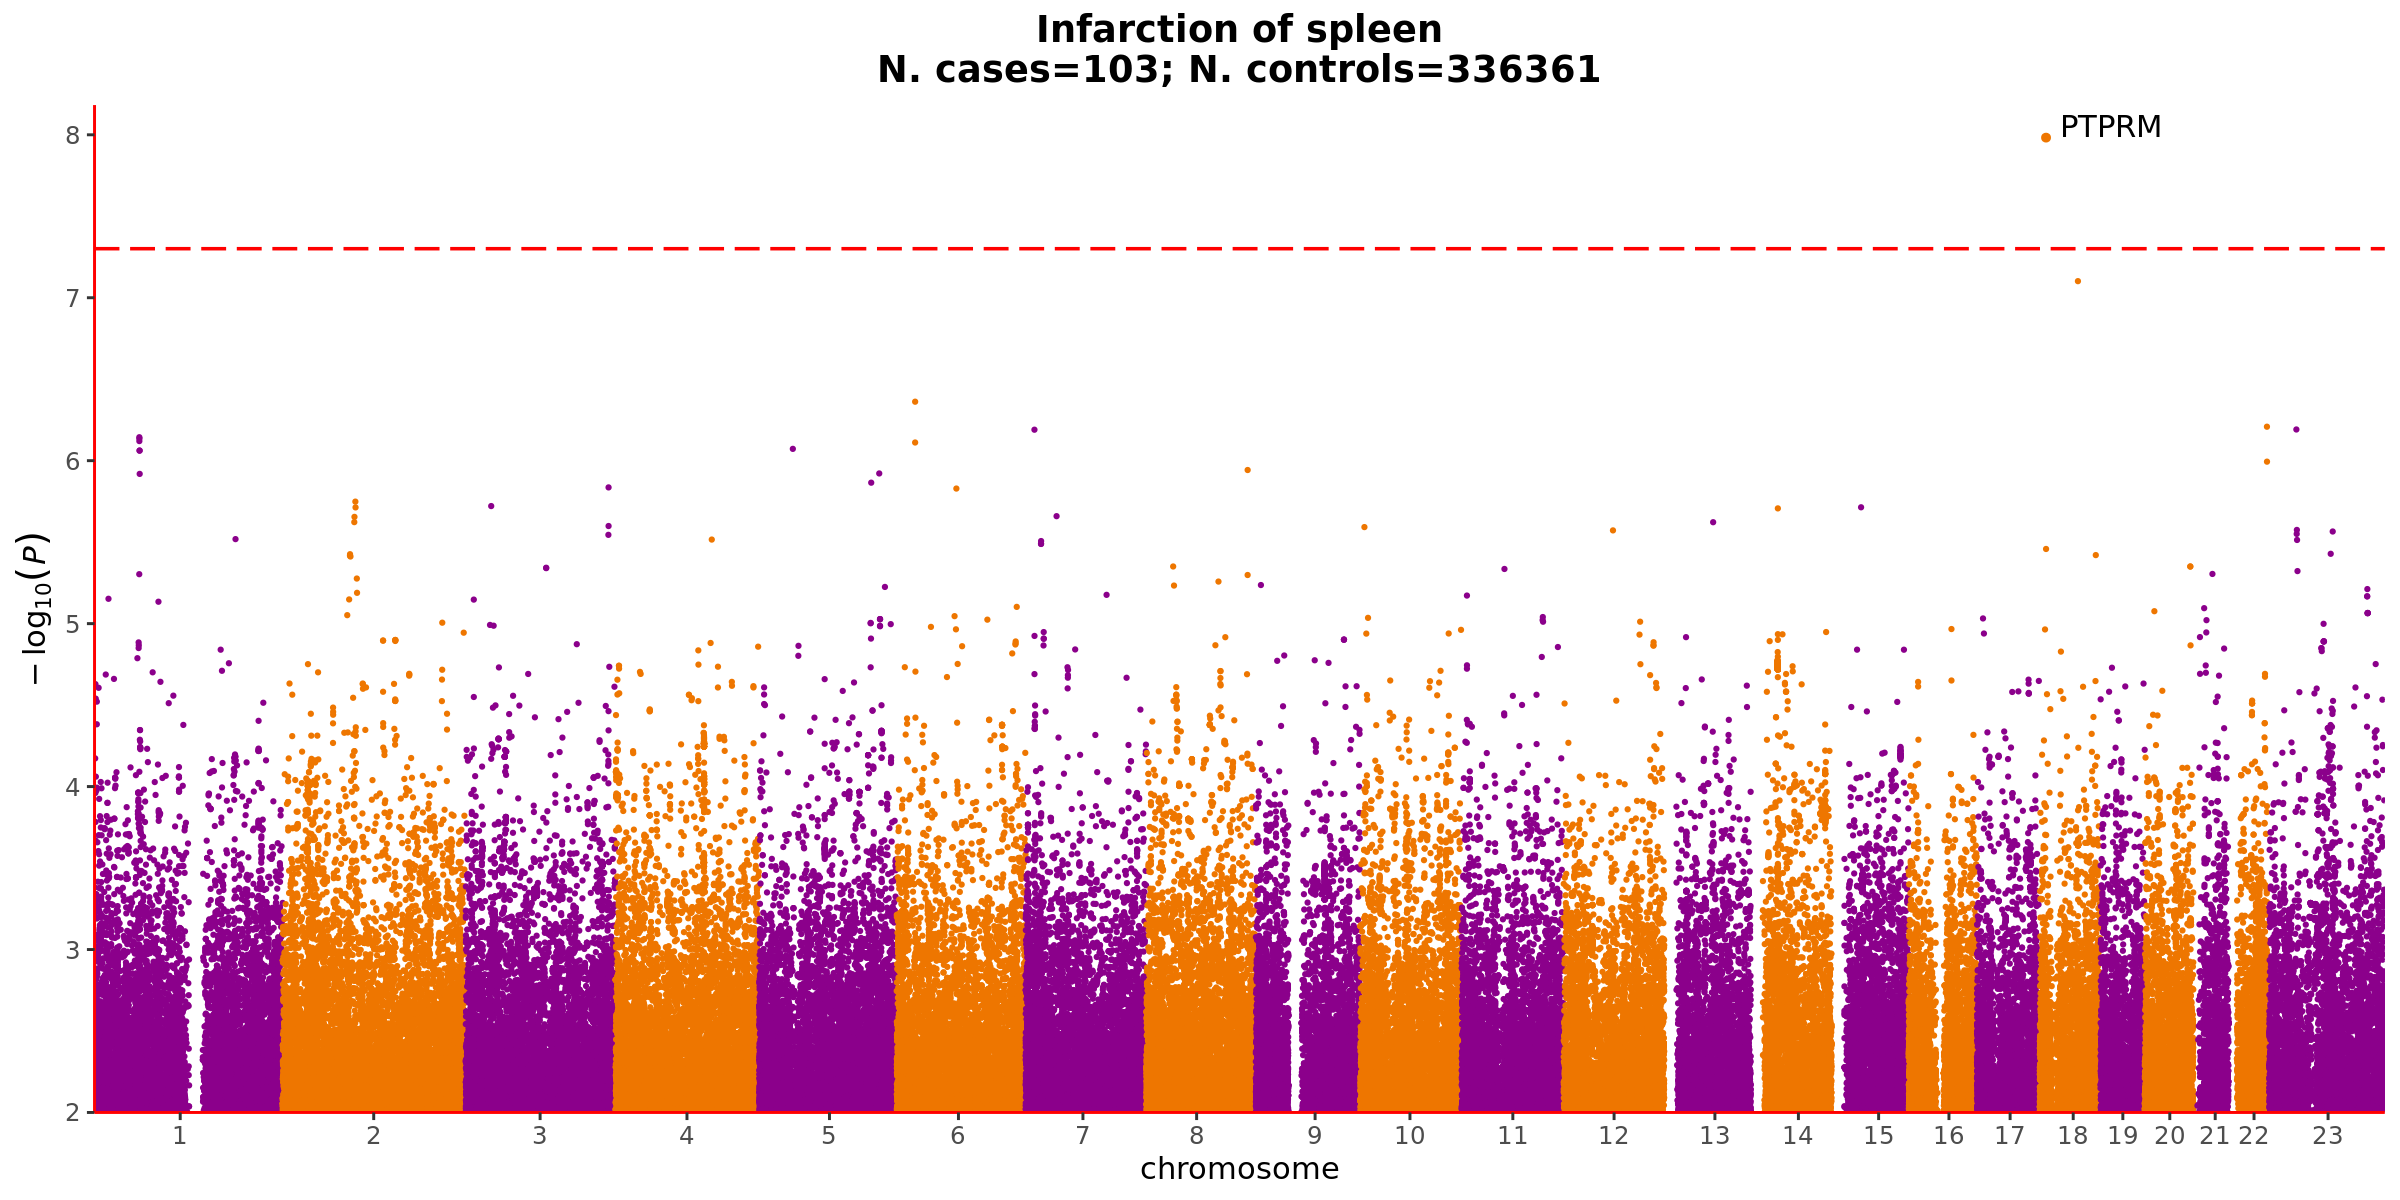 Infarction of spleen
N. cases=103; N. controls=336361
PTPRM
8
7
6
5
4
3
2
−log10(P)
1 2 3 4 5 6 7 8 9 10 11 12 13 14 15 16 17 18 19 20 21 22 23
chromosome